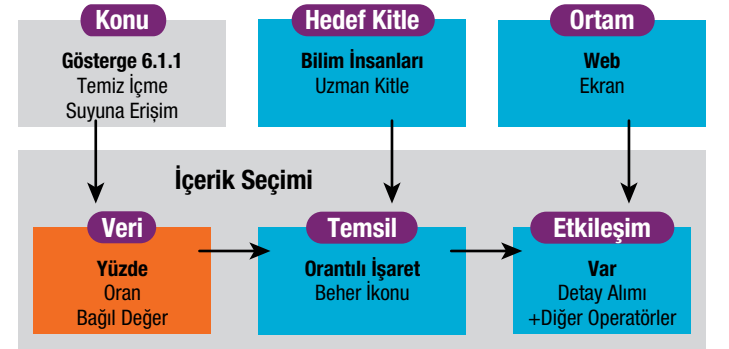 Konu
Gösterge 6.1.1
Temiz İçme
Suyuna Erişim
Hedef Kitle
Bilim İnsanları
Uzman Kitle
Ortam
Web
Ekran
İçerik Seçimi
Veri
Yüzde
Oran
Bağıl Değer
Temsil
Orantılı İşaret
Beher İkonu
Etkileşim
Var
Detay Alımı
+Diğer Operatörler